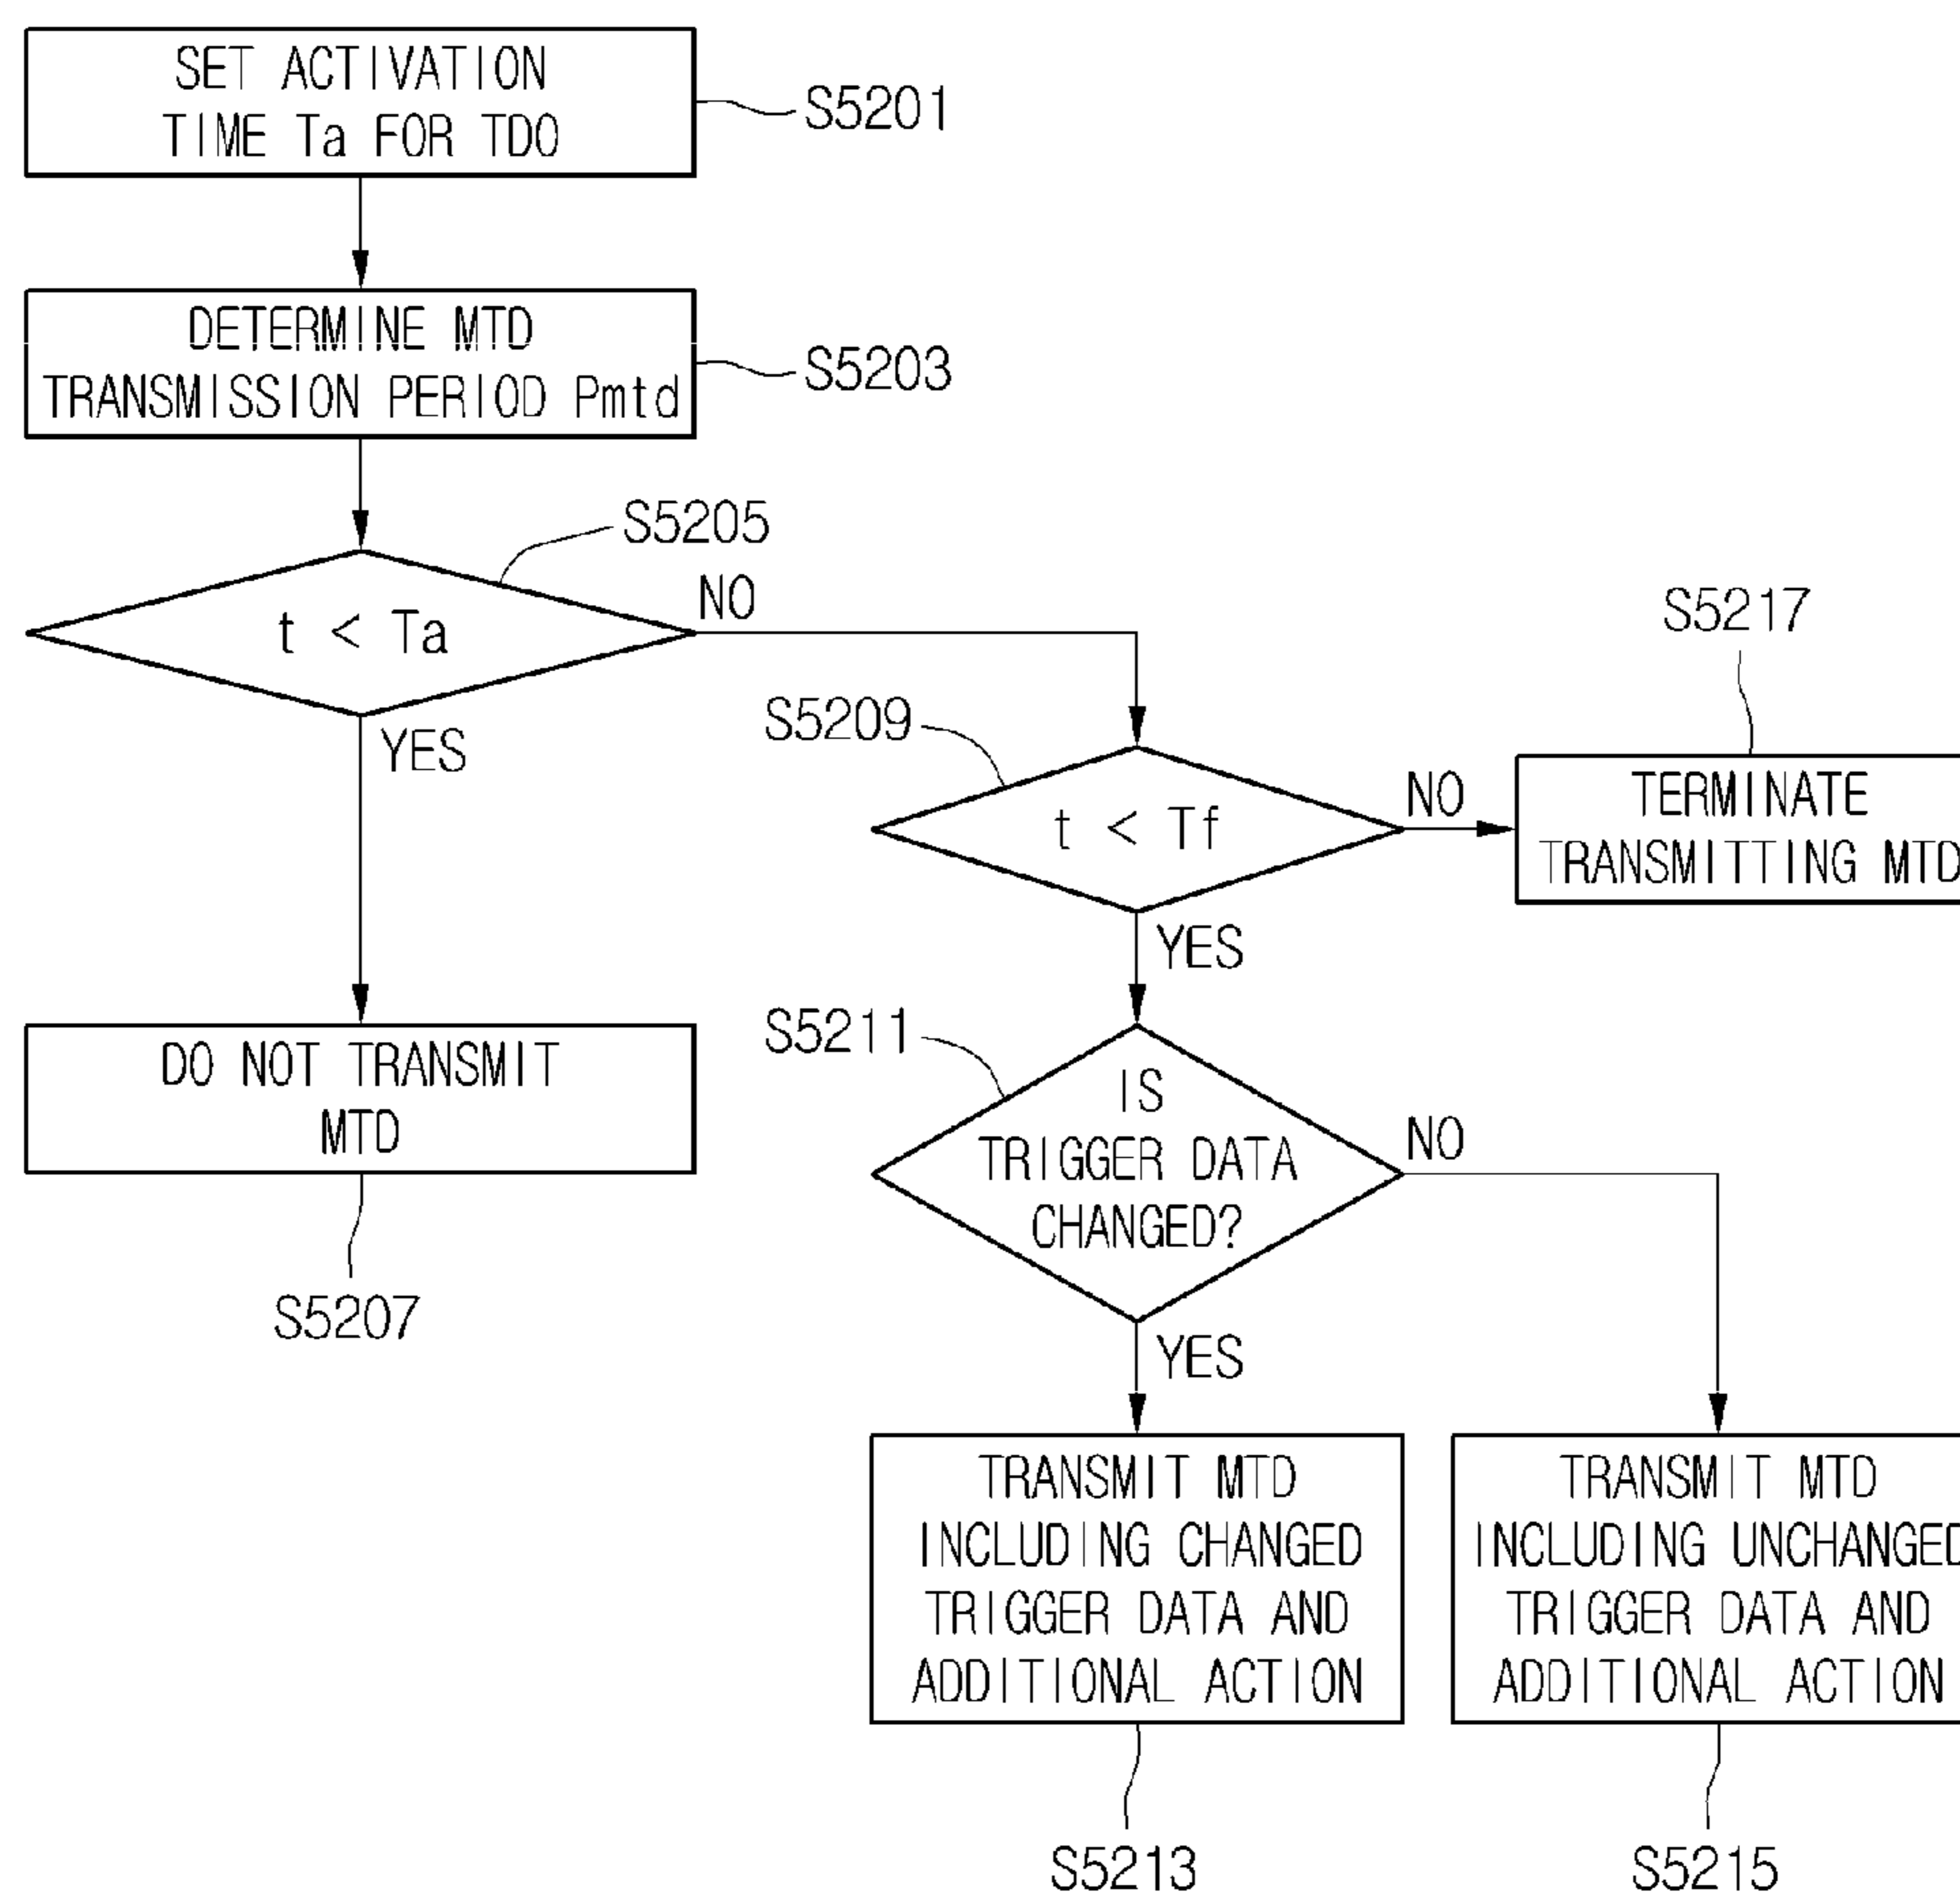 SET ACTIVATION
TIME Ta FOR TDO
S5201
DETERMINE MTD
TRANSMISSION PERIOD Pmtd
S5203
S5205
t < Ta
NO
YES
S5217
S5209
t < Tf
NO
TERMINATE
TRANSMITTING MTD
YES
DO NOT TRANSMIT
MTD
S5207
S5211
IS
TRIGGER DATA
CHANGED?
NO
YES
TRANSMIT MTD
INCLUDING CHANGED
TRIGGER DATA AND
ADDITIONAL ACTION
S5213
TRANSMIT MTD
INCLUDING UNCHANGED
TRIGGER DATA AND
ADDITIONAL ACTION
S5215